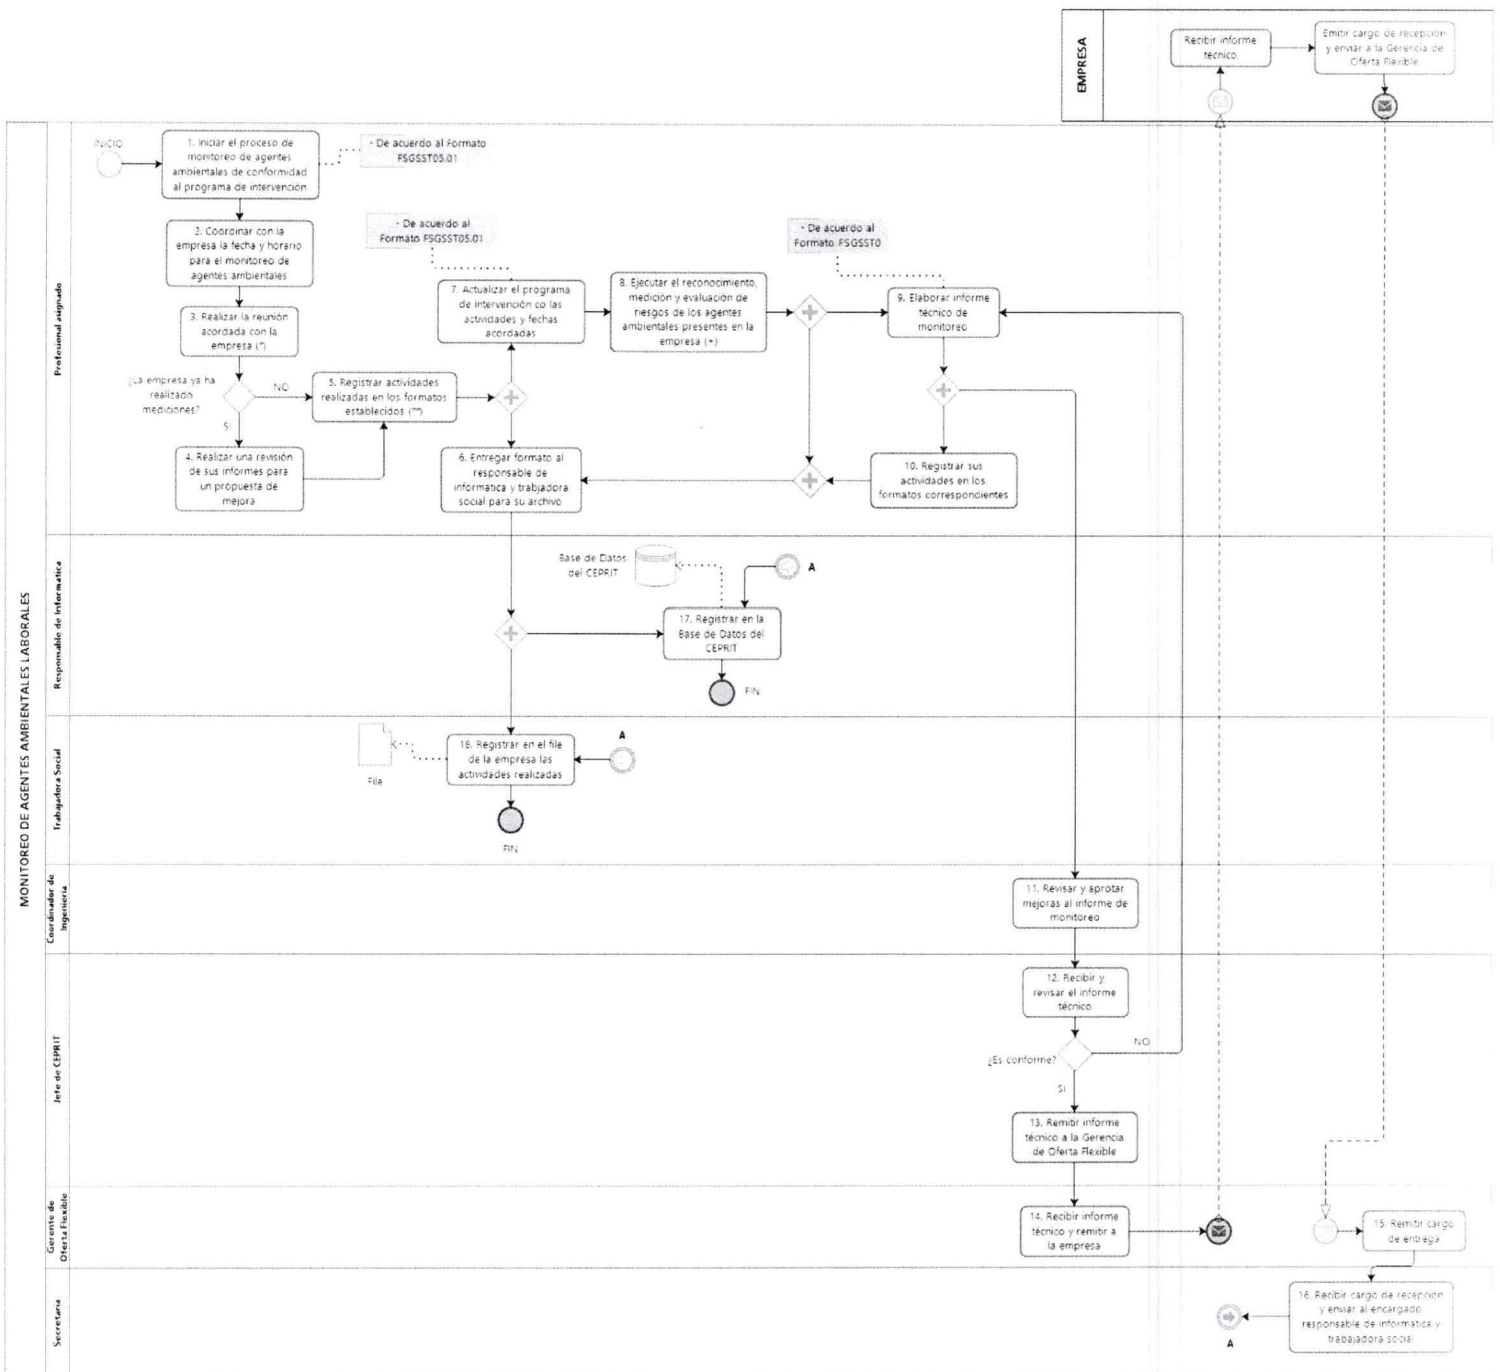 EMPRESA
Recibir informe
técnico
Emitir cargo de recepción
y enviar a la Gerencia de
Oferta Flexible
MONITOREO DE AGENTES AMBIENTALES LABORALES
Profesional asignado
INICIO
1. Iniciar el proceso de
monitoreo de agentes
ambientales de conformidad
al programa de intervención
- De acuerdo al Formato
FSGSST05.01
2. Coordinar con la
empresa la fecha y horario
para el monitoreo de
agentes ambientales
3. Realizar la reunión
acordada con la
empresa (*)
¿La empresa ya ha
realizado
mediciones?
NO
SI
4. Realizar una revisión
de sus informes para
un propuesta de
mejora
5. Registrar actividades
realizadas en los formatos
establecidos (**)
- De acuerdo al
Formato FSGSST05.01
7. Actualizar el programa
de intervención co las
actividades y fechas
acordadas
6. Entregar formato al
responsable de
informática y trabjadora
social para su archivo
8. Ejecutar el reconocimiento,
medición y evaluación de
riesgos de los agentes
ambientales presentes en la
empresa (+)
- De acuerdo al
Formato FSGSST0
9. Elaborar informe
técnico de
monitoreo
10. Registrar sus
actividades en los
formatos correspondientes
Responsable de Informatica
Base de Datos
del CEPRIT
A
17. Registrar en la
Base de Datos del
CEPRIT
FIN
Trabajadora Social
File
18. Registrar en el file
de la empresa las
actividades realizadas
A
FIN
Coordinador de
Ingenieria
11. Revisar y aprotar
mejoras al informe de
monitoreo
Jefe de CEPRIT
12. Recibir y
revisar el informe
técnico
¿Es conforme?
NO
SI
13. Remitir informe
técnico a la Gerencia
de Oferta Flexible
Gerente de
Oferta Flexible
14. Recibir informe
técnico y remitir a
la empresa
15. Remitir cargo
de entrega
Secretaria
16. Recibir cargo de recepción
y enviar al encargado
responsable de informática y
trabajadora social
A